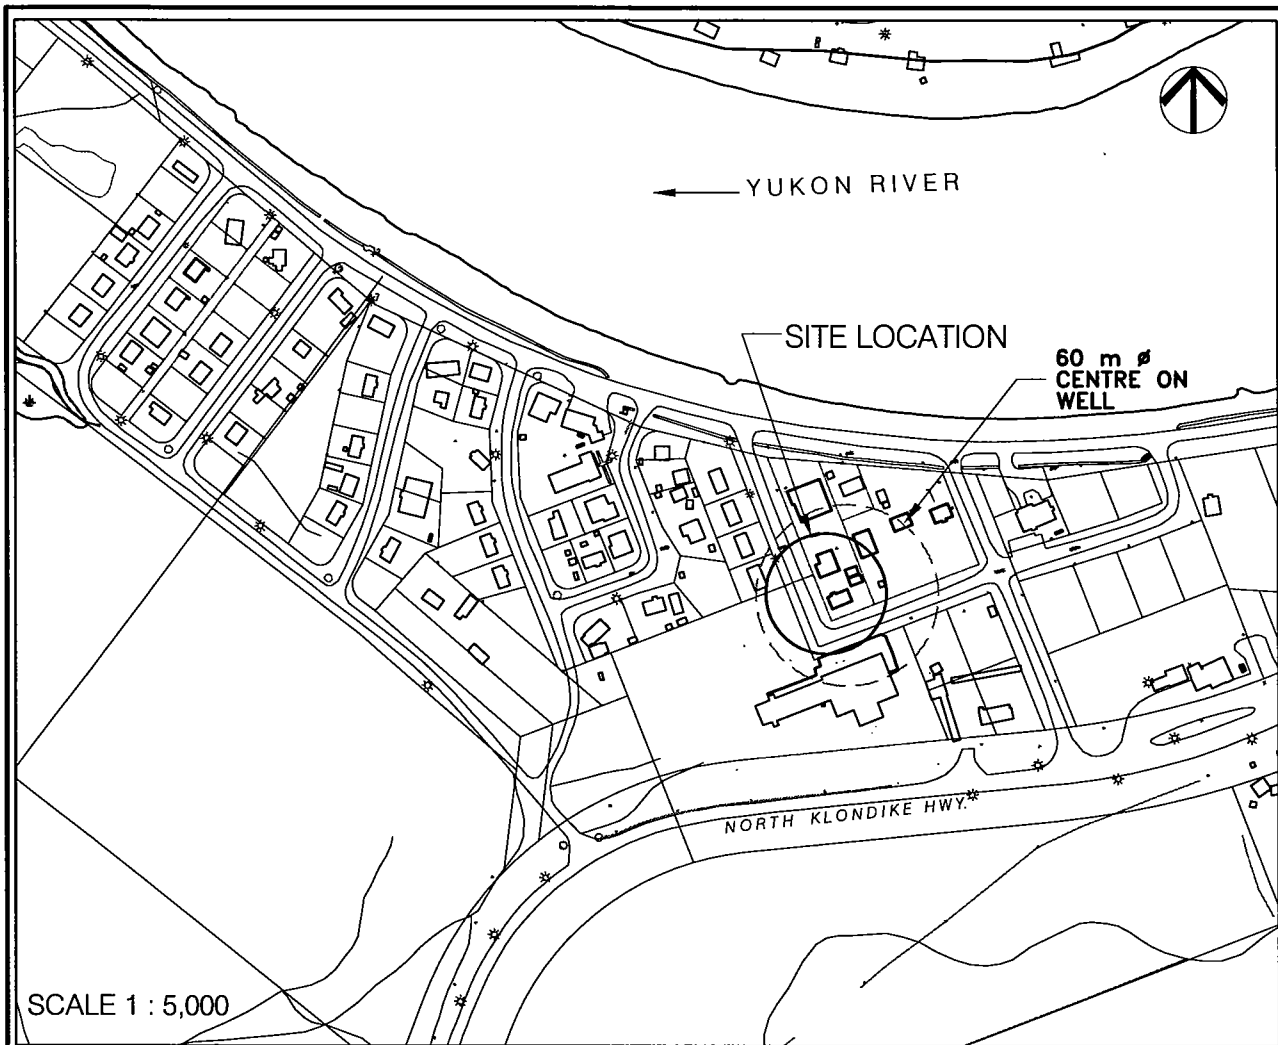 YUKON RIVER
SITE LOCATION
60 m ø
CENTRE ON
WELL
NORTH KLONDIKE HWY.
SCALE 1 : 5,000